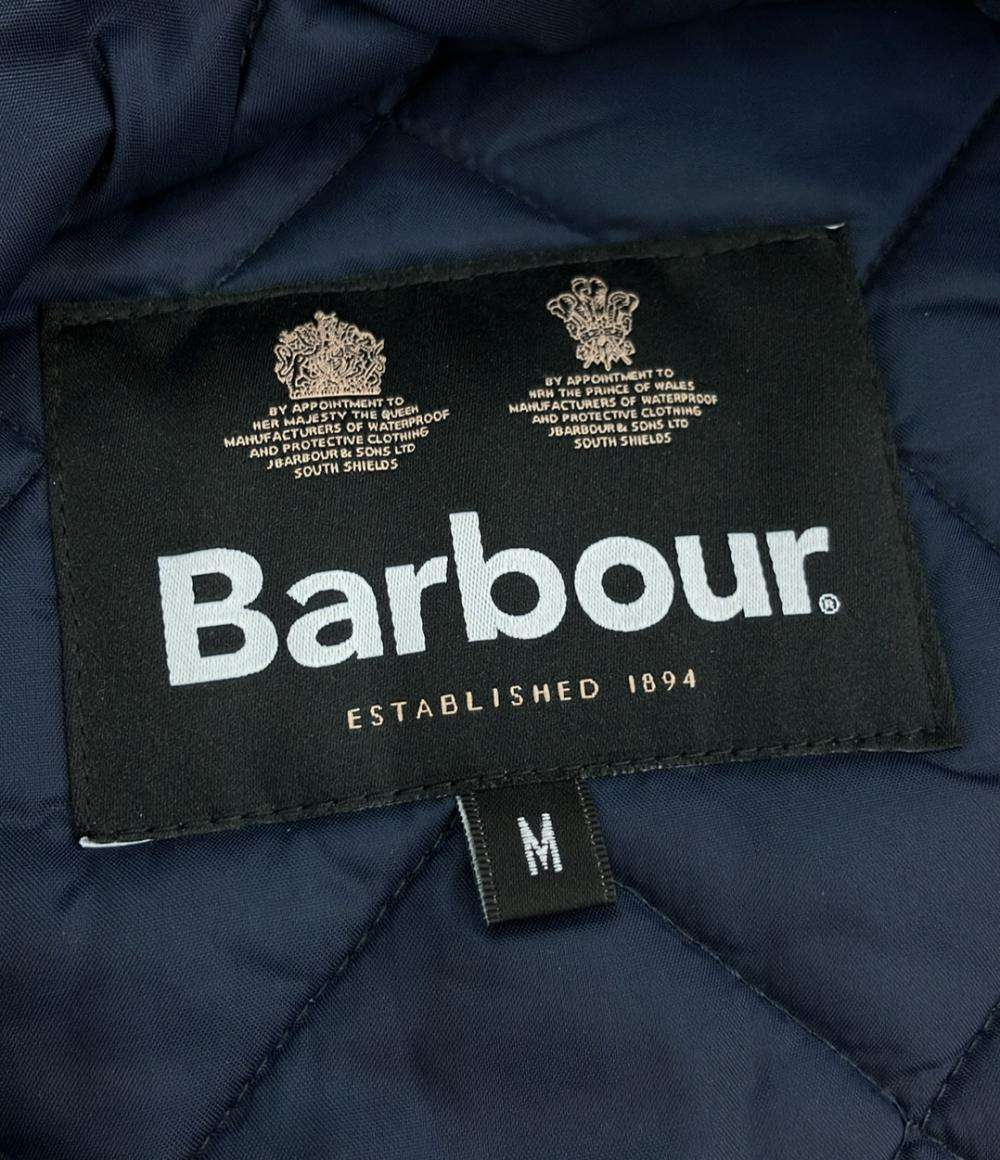 BY APPOINTMENT TO
HER MAJESTY THE QUEEN
MANUFACTURERS OF WATERPROOF
AND PROTECTIVE CLOTHING
J BARBOUR & SONS LTD
SOUTH SHIELDS
BY APPOINTMENT TO
HRH THE PRINCE OF WALES
MANUFACTURERS OF WATERPROOF
AND PROTECTIVE CLOTHING
J BARBOUR & SONS LTD
SOUTH SHIELDS
Barbour®
ESTABLISHED 1894
M